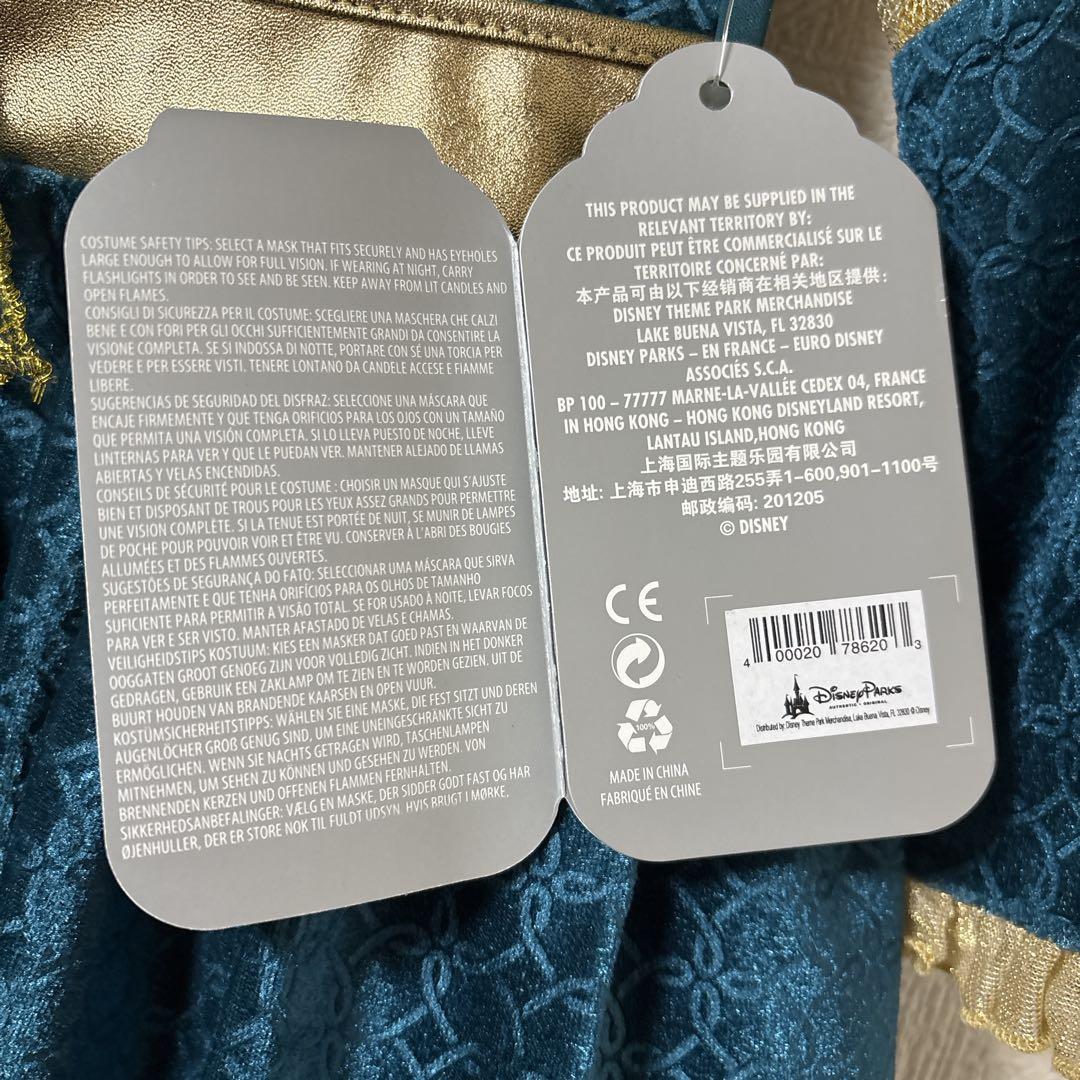 COSTUME SAFETY TIPS: SELECT A MASK THAT FITS SECURELY AND HAS EYEHOLES
LARGE ENOUGH TO ALLOW FOR FULL VISION. IF WEARING AT NIGHT, CARRY
FLASHLIGHTS IN ORDER TO SEE AND BE SEEN. KEEP AWAY FROM LIT CANDLES AND
OPEN FLAMES.
CONSIGLI DI SICUREZZA PER IL COSTUME: SCEGLIERE UNA MASCHERA CHE CALZI
BENE E CON FORI PER GLI OCCHI SUFFICIENTEMENTE GRANDI DA CONSENTIRE LA
VISIONE COMPLETA. SE SI INDOSSA DI NOTTE, PORTARE CON SÉ UNA TORCIA PER
VEDERE E PER ESSERE VISTI. TENERE LONTANO DA CANDELE ACCESE E FIAMME
LIBERE.
SUGERENCIAS DE SEGURIDAD DEL DISFRAZ: SELECCIONE UNA MÁSCARA QUE
ENCAJE FIRMEMENTE Y QUE TENGA ORIFICIOS PARA LOS OJOS CON UN TAMAÑO
QUE PERMITA UNA VISIÓN COMPLETA. SI LO LLEVA PUESTO DE NOCHE, LLEVE
LINTERNAS PARA VER Y QUE LE PUEDAN VER. MANTENER ALEJADO DE LLAMAS
ABIERTAS Y VELAS ENCENDIDAS.
CONSEILS DE SÉCURITÉ POUR LE COSTUME : CHOISIR UN MASQUE QUI S'AJUSTE
BIEN ET DISPOSANT DE TROUS POUR LES YEUX ASSEZ GRANDS POUR PERMETTRE
UNE VISION COMPLÈTE. SI LA TENUE EST PORTÉE DE NUIT, SE MUNIR DE LAMPES
DE POCHE POUR POUVOIR VOIR ET ÊTRE VU. CONSERVER À L'ABRI DES BOUGIES
ALLUMÉES ET DES FLAMMES OUVERTES.
SUGESTÕES DE SEGURANÇA DO FATO: SELECCIONAR UMA MÁSCARA QUE SIRVA
PERFEITAMENTE E QUE TENHA ORIFÍCIOS PARA OS OLHOS DE TAMANHO
SUFICIENTE PARA PERMITIR A VISÃO TOTAL. SE FOR USADO À NOITE, LEVAR FOCOS
PARA VER E SER VISTO. MANTER AFASTADO DE VELAS E CHAMAS.
VEILIGHEIDSTIPS KOSTUUM: KIES EEN MASKER DAT GOED PAST EN WAARVAN DE
OOGGATEN GROOT GENOEG ZIJN VOOR VOLLEDIG ZICHT. INDIEN IN HET DONKER
GEDRAGEN, GEBRUIK EEN ZAKLAMP OM TE ZIEN EN TE WORDEN GEZIEN. UIT DE
BUURT HOUDEN VAN BRANDENDE KAARSEN EN OPEN VUUR.
KOSTÜMSICHERHEITSTIPPS: WÄHLEN SIE EINE MASKE, DIE FEST SITZT UND DEREN
AUGENLÖCHER GROẞ GENUG SIND, UM EINE UNEINGESCHRÄNKTE SICHT ZU
ERMÖGLICHEN. WENN SIE NACHTS GETRAGEN WIRD, TASCHENLAMPEN
MITNEHMEN, UM SEHEN ZU KÖNNEN UND GESEHEN ZU WERDEN. VON
BRENNENDEN KERZEN UND OFFENEN FLAMMEN FERNHALTEN.
SIKKERHEDSANBEFALINGER: VÆLG EN MASKE, DER SIDDER GODT FAST OG HAR
ØJENHULLER, DER ER STORE NOK TIL FULDT UDSYN. HVIS BRUGT I MØRKE,
THIS PRODUCT MAY BE SUPPLIED IN THE
RELEVANT TERRITORY BY:
CE PRODUIT PEUT ÊTRE COMMERCIALISÉ SUR LE
TERRITOIRE CONCERNÉ PAR:
本产品可由以下经销商在相关地区提供:
DISNEY THEME PARK MERCHANDISE
LAKE BUENA VISTA, FL 32830
DISNEY PARKS – EN FRANCE - EURO DISNEY
ASSOCIÉS S.C.A.
BP 100 – 77777 MARNE-LA-VALLÉE CEDEX 04, FRANCE
IN HONG KONG – HONG KONG DISNEYLAND RESORT,
LANTAU ISLAND,HONG KONG
上海国际主题乐园有限公司
地址: 上海市申迪西路255弄1-600,901-1100号
邮政编码: 201205
© DISNEY
CE
100%
MADE IN CHINA
FABRIQUÉ EN CHINE
4 00020 78620 3
Disney Parks
AUTHENTIC • ORIGINAL
Distributed by: Disney Theme Park Merchandise, Lake Buena Vista, FL 32830 © Disney